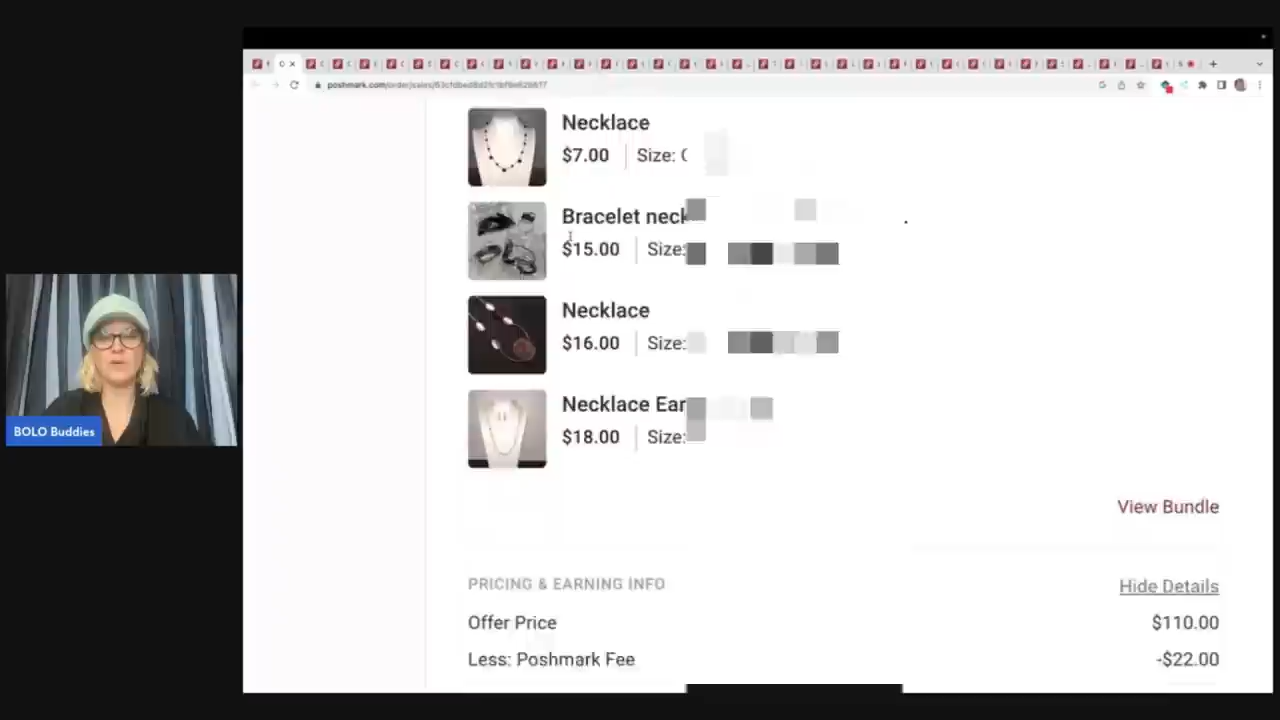 Necklace
$7.00 Size:
Bracelet neck
$15.00 Size:
Necklace
$16.00 Size:
Necklace Ear
$18.00 Size:
View Bundle
PRICING & EARNING INFO
Hide Details
Offer Price $110.00
Less: Poshmark Fee -$22.00
BOLO Buddies